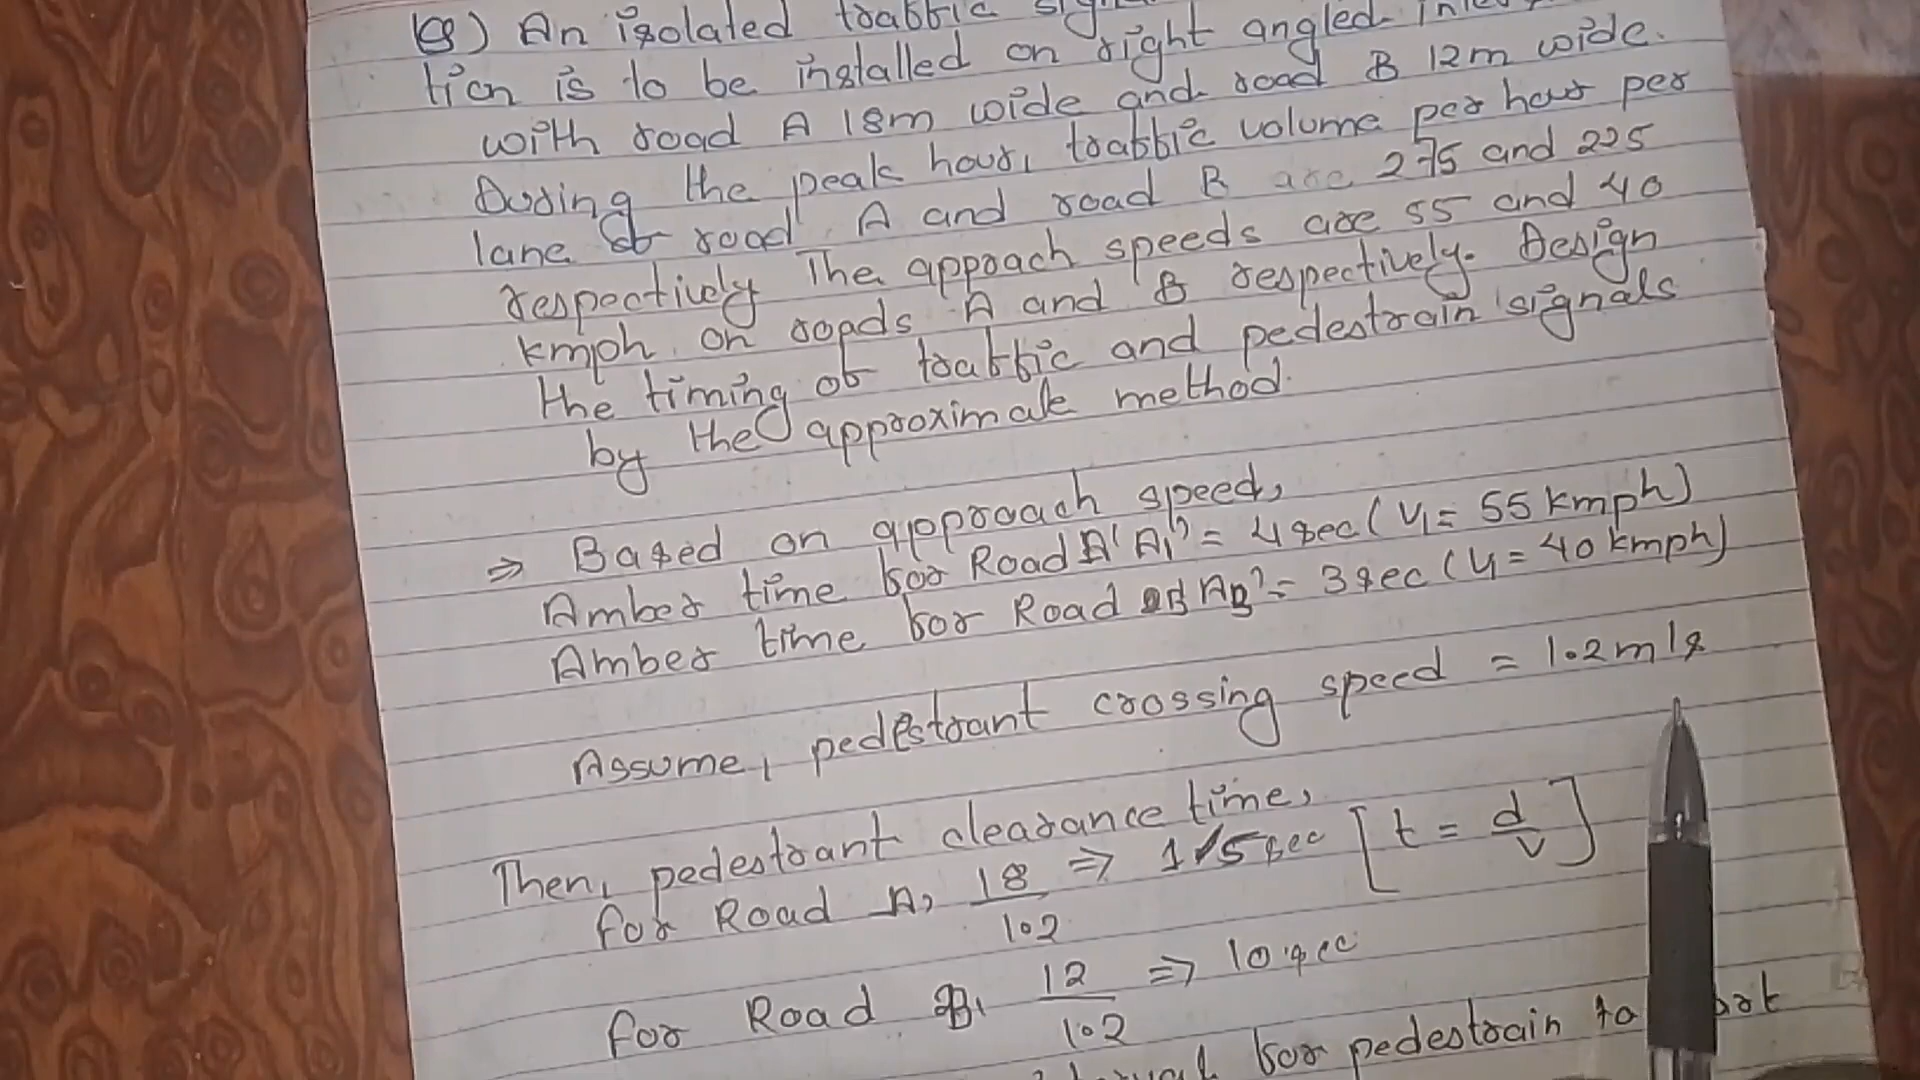 (Q) An isolated traffic
tion is to be installed on right angled
with road A 18m wide and road B 12m wide.
During the peak hour, traffic volume per hour per
lane of road A and road B are 275 and 225
respectively The approach speeds are 55 and 40
kmph on roads A and B respectively. Design
the timing of traffic and pedestrain signals
by the approximate method.
⇒ Based on approach speed,
Amber time for Road A' A₁' = 4 sec (V₁ = 55 kmph)
Amber time for Road B AB' = 3 sec (V = 40 kmph)
Assume, pedestrant crossing speed = 1.2 m/s
Then, pedestrant clearance time,
for Road A, 18/1.2 ⇒ 15 sec [t = d/v]
for Road B, 12/1.2 ⇒ 10 sec
for pedestrain to